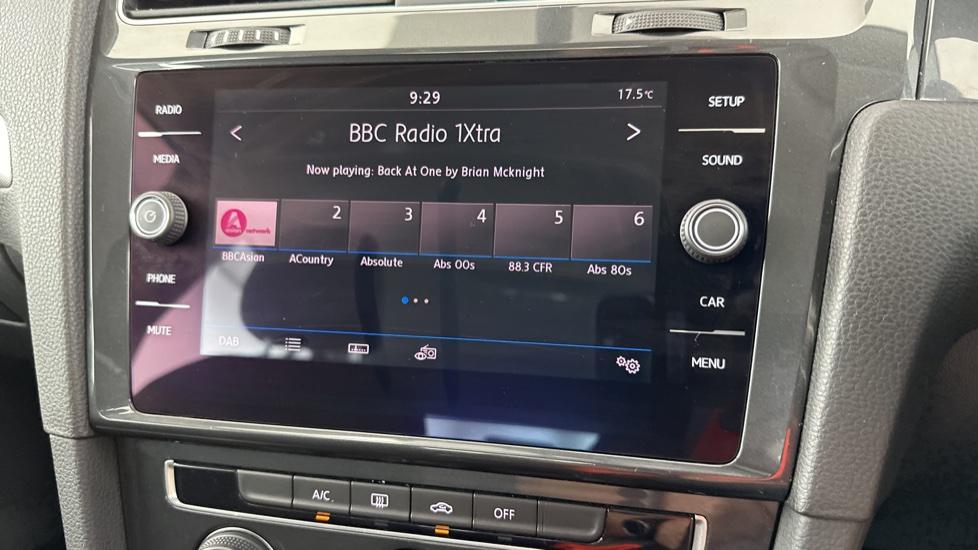 RADIO
MEDIA
PHONE
MUTE
9:29
17.5°C
< BBC Radio 1Xtra >
Now playing: Back At One by Brian Mcknight
network
2
3
4
5
6
BBCAsian
ACountry
Absolute
Abs 00s
88.3 CFR
Abs 80s
DAB
SETUP
SOUND
CAR
MENU
A/C
OFF